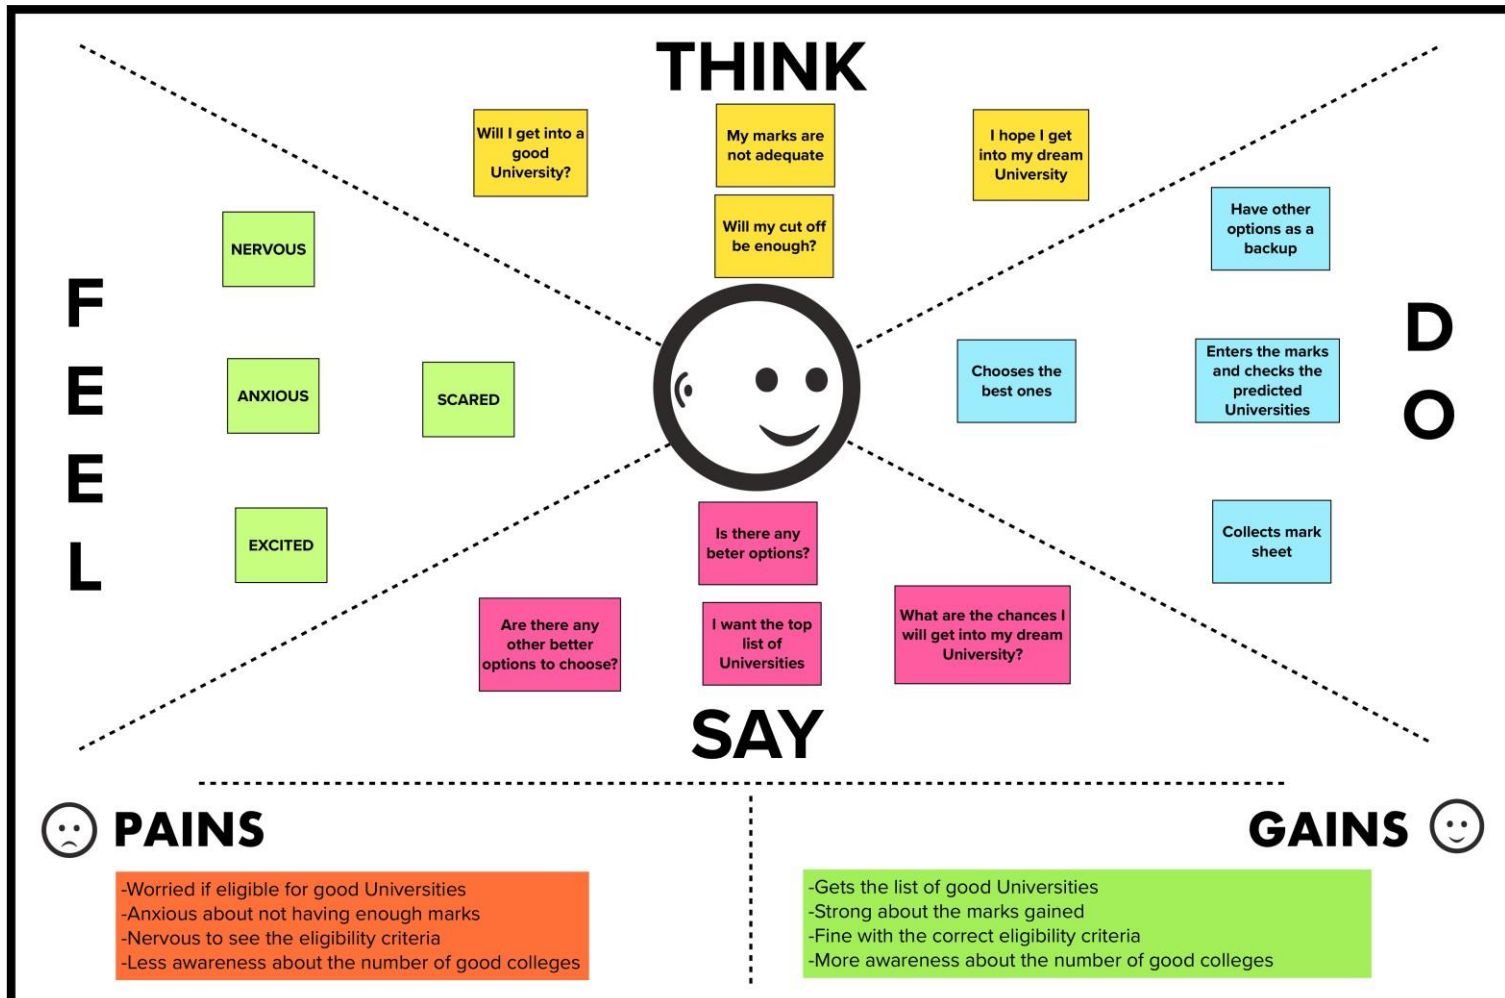 THINK
Will I get into a
good
University?
My marks are
not adequate
I hope I get
into my dream
University
Will my cut off
be enough?
FEEL
NERVOUS
ANXIOUS
SCARED
EXCITED
DO
Have other
options as a
backup
Chooses the
best ones
Enters the marks
and checks the
predicted
Universities
Collects mark
sheet
Is there any
beter options?
Are there any
other better
options to choose?
I want the top
list of
Universities
What are the chances I
will get into my dream
University?
SAY
PAINS
-Worried if eligible for good Universities
-Anxious about not having enough marks
-Nervous to see the eligibility criteria
-Less awareness about the number of good colleges
GAINS
-Gets the list of good Universities
-Strong about the marks gained
-Fine with the correct eligibility criteria
-More awareness about the number of good colleges